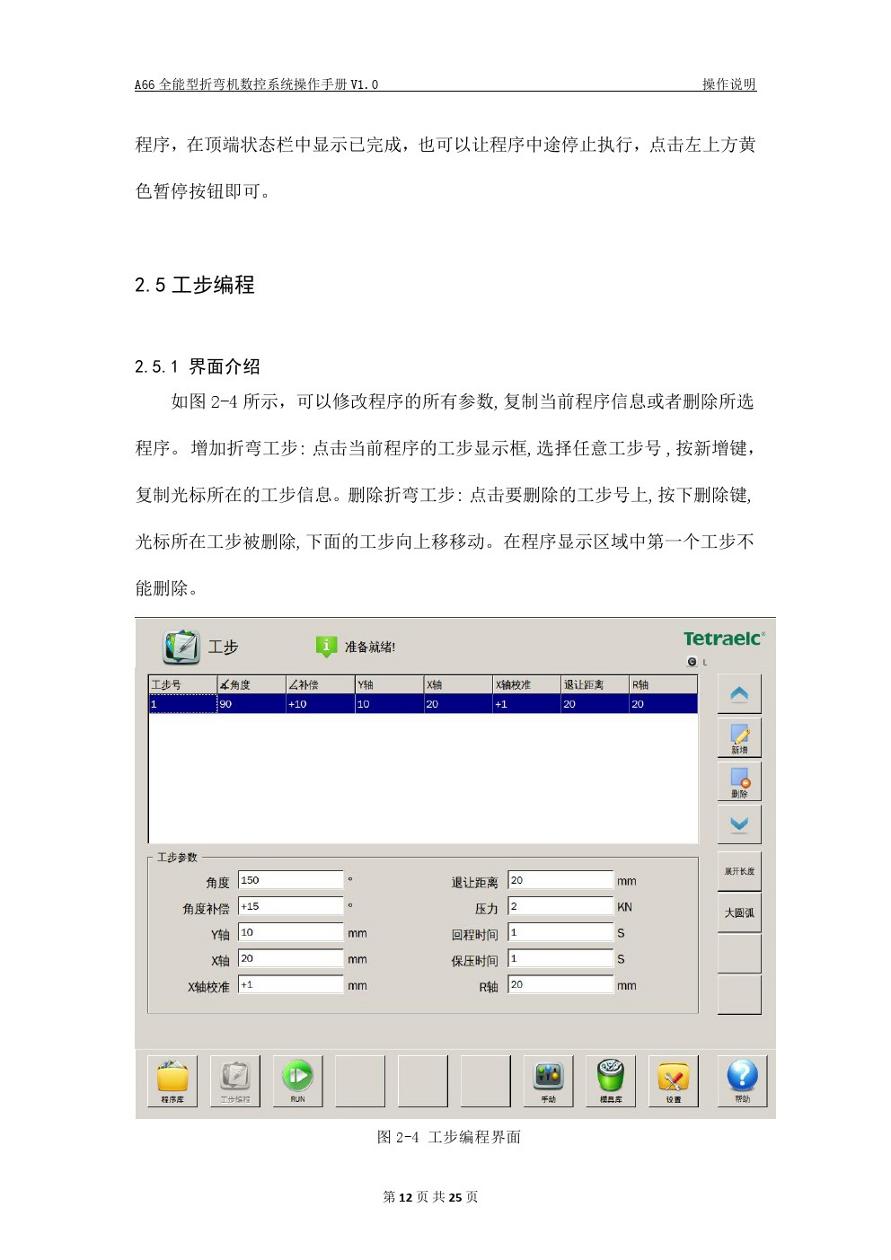 A66 全能型折弯机数控系统操作手册 V1.0 操作说明
程序，在顶端状态栏中显示已完成，也可以让程序中途停止执行，点击左上方黄
色暂停按钮即可。
2.5 工步编程
2.5.1 界面介绍
如图 2-4 所示，可以修改程序的所有参数,复制当前程序信息或者删除所选
程序。增加折弯工步：点击当前程序的工步显示框,选择任意工步号,按新增键，
复制光标所在的工步信息。删除折弯工步：点击要删除的工步号上,按下删除键,
光标所在工步被删除,下面的工步向上移移动。在程序显示区域中第一个工步不
能删除。
工步 准备就绪! Tetraelc®
L
工步号 ∡角度 ∠补偿 Y轴 X轴 X轴校准 退让距离 R轴
1 90 +10 10 20 +1 20 20
新增
删除
工步参数
展开长度
角度 150 ° 退让距离 20 mm
角度补偿 +15 ° 压力 2 KN
大圆弧
Y轴 10 mm 回程时间 1 S
X轴 20 mm 保压时间 1 S
X轴校准 +1 mm R轴 20 mm
程序库 工步编程 RUN 手动 模具库 设置 帮助
图 2-4 工步编程界面
第 12 页 共 25 页